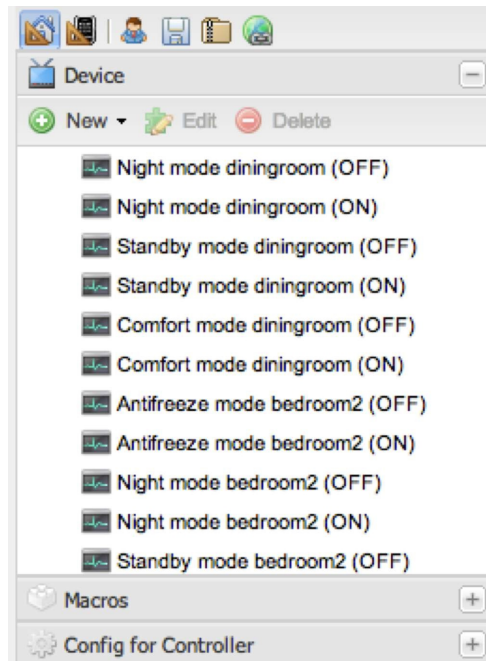 Device
New Edit Delete
Night mode diningroom (OFF)
Night mode diningroom (ON)
Standby mode diningroom (OFF)
Standby mode diningroom (ON)
Comfort mode diningroom (OFF)
Comfort mode diningroom (ON)
Antifreeze mode bedroom2 (OFF)
Antifreeze mode bedroom2 (ON)
Night mode bedroom2 (OFF)
Night mode bedroom2 (ON)
Standby mode bedroom2 (OFF)
Macros
Config for Controller